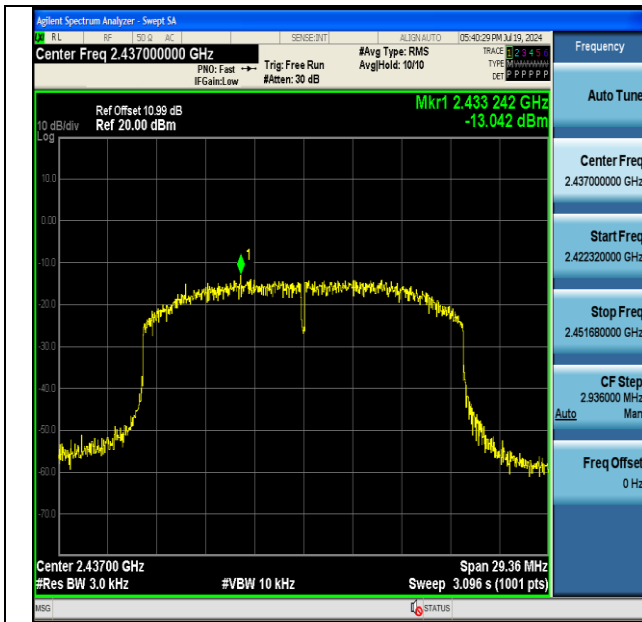 Agilent Spectrum Analyzer - Swept SA
RL RF 50 Ω AC SENSE:INT ALIGN AUTO 05:40:29 PM Jul 19, 2024
Center Freq 2.437000000 GHz
PNO: Fast
IFGain:Low
Trig: Free Run
#Atten: 30 dB
#Avg Type: RMS
Avg|Hold: 10/10
TRACE 1 2 3 4 5 6
TYPE M
DET P P P P P P
Ref Offset 10.99 dB
10 dB/div Ref 20.00 dBm
Log
Mkr1 2.433 242 GHz
-13.042 dBm
10.0
0.00
-10.0
-20.0
-30.0
-40.0
-50.0
-60.0
-70.0
1
Center 2.43700 GHz
Span 29.36 MHz
#Res BW 3.0 kHz
#VBW 10 kHz
Sweep 3.096 s (1001 pts)
MSG
STATUS
Frequency
Auto Tune
Center Freq
2.437000000 GHz
Start Freq
2.422320000 GHz
Stop Freq
2.451680000 GHz
CF Step
2.936000 MHz
Auto Man
Freq Offset
0 Hz